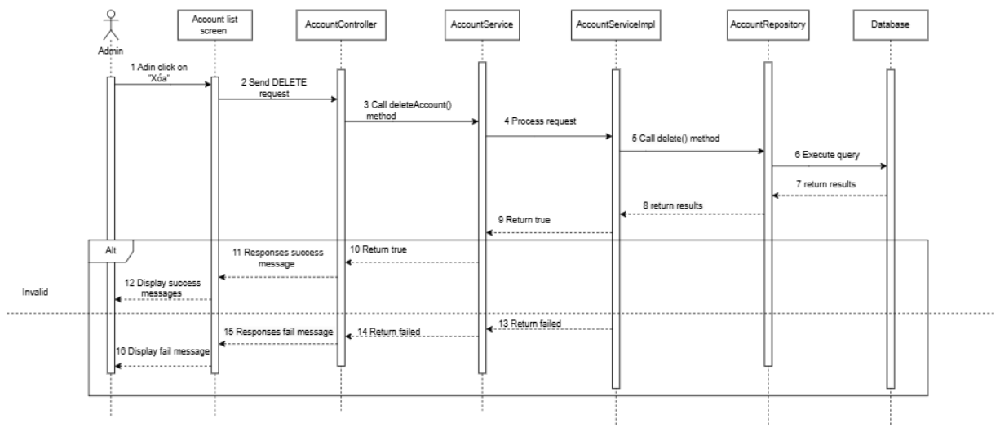 Account list
screen
AccountController
AccountService
AccountServiceImpl
AccountRepository
Database
Admin
1 Adin click on
"Xóa"
2 Send DELETE
request
3 Call deleteAccount()
method
4 Process request
5 Call delete() method
6 Execute query
7 return results
8 return results
9 Return true
Alt
10 Return true
11 Responses success
message
12 Display success
messages
Invalid
13 Return failed
14 Return failed
15 Responses fail message
16 Display fail message